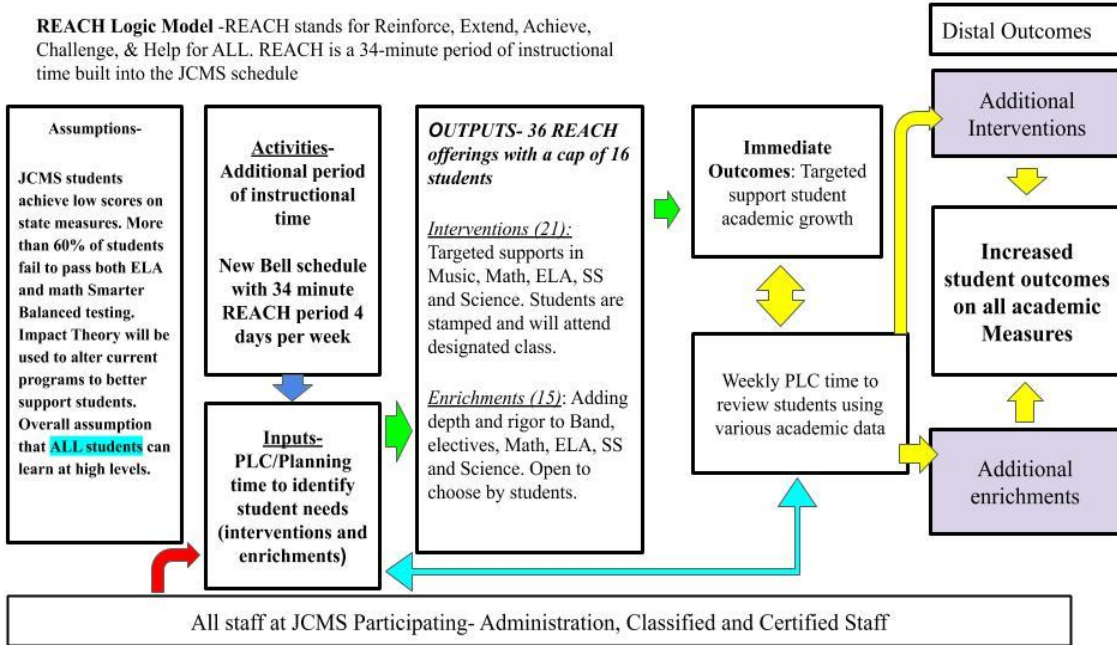 REACH Logic Model -REACH stands for Reinforce, Extend, Achieve,
Challenge, & Help for ALL. REACH is a 34-minute period of instructional
time built into the JCMS schedule
Assumptions-
JCMS students
achieve low scores on
state measures. More
than 60% of students
fail to pass both ELA
and math Smarter
Balanced testing.
Impact Theory will be
used to alter current
programs to better
support students.
Overall assumption
that ALL students can
learn at high levels.
Activities-
Additional period
of instructional
time
New Bell schedule
with 34 minute
REACH period 4
days per week
Inputs-
PLC/Planning
time to identify
student needs
(interventions and
enrichments)
OUTPUTS- 36 REACH
offerings with a cap of 16
students
Interventions (21):
Targeted supports in
Music, Math, ELA, SS
and Science. Students are
stamped and will attend
designated class.
Enrichments (15): Adding
depth and rigor to Band,
electives, Math, ELA, SS
and Science. Open to
choose by students.
Immediate
Outcomes: Targeted
support student
academic growth
Weekly PLC time to
review students using
various academic data
Distal Outcomes
Additional
Interventions
Increased
student outcomes
on all academic
Measures
Additional
enrichments
All staff at JCMS Participating- Administration, Classified and Certified Staff